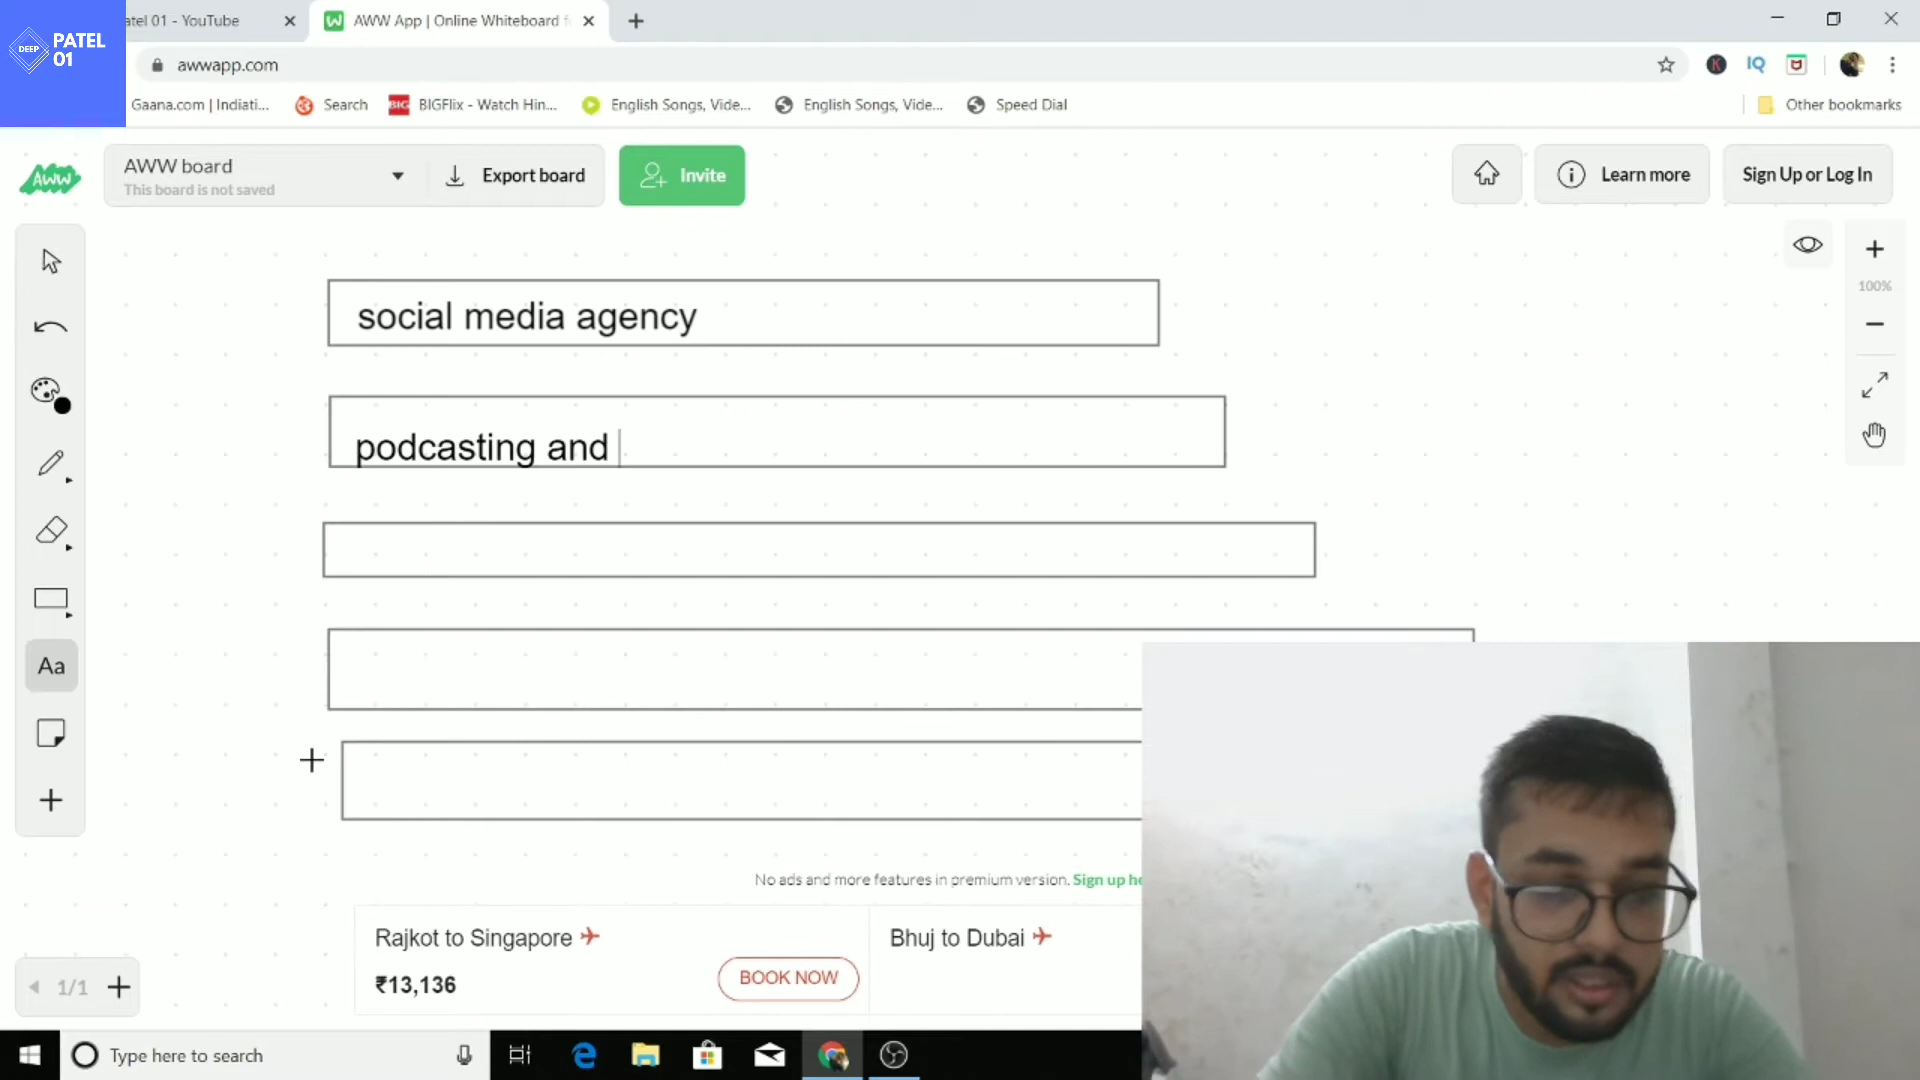 atel 01 - YouTube
AWW App | Online Whiteboard f
DEEP
PATEL
01
awwapp.com
IQ
Gaana.com | Indiati...
Search
BIG
BIGFlix - Watch Hin...
English Songs, Vide...
English Songs, Vide...
Speed Dial
Other bookmarks
AWW
AWW board
This board is not saved
Export board
Invite
Learn more
Sign Up or Log In
100%
social media agency
podcasting and
Aa
No ads and more features in premium version. Sign up he
Rajkot to Singapore
₹13,136
BOOK NOW
Bhuj to Dubai
1/1
Type here to search